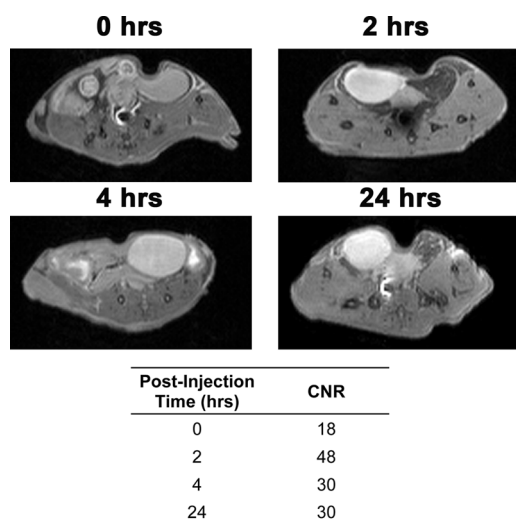 0 hrs 2 hrs
4 hrs 24 hrs
Post-Injection
Time (hrs) CNR
0 18
2 48
4 30
24 30